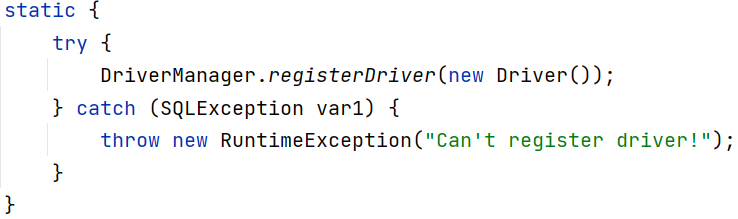 static {
    try {
        DriverManager.registerDriver(new Driver());
    } catch (SQLException var1) {
        throw new RuntimeException("Can't register driver!");
    }
}